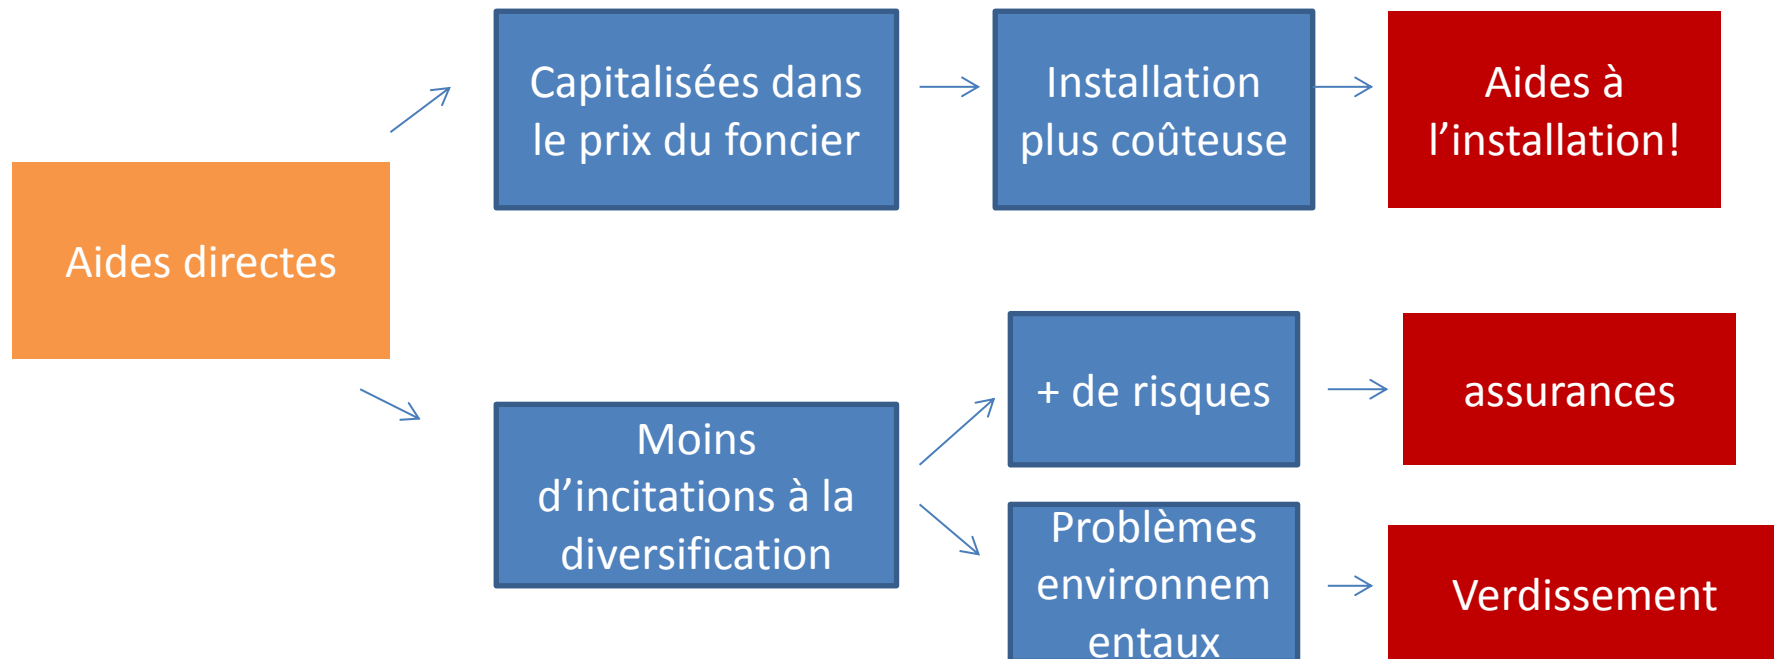 Capitalisées dans
le prix du foncier
Installation
plus coûteuse
Aides à
l’installation!
Aides directes
+ de risques
assurances
Moins
d’incitations à la
diversification
Problèmes
environnem
entaux
Verdissement